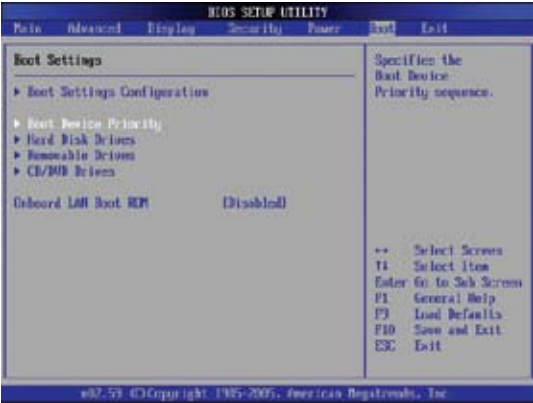 BIOS SETUP UTILITY
Main Advanced Display Security Power Boot Exit
Boot Settings
Boot Settings Configuration
Boot Device Priority
Hard Disk Drives
Removable Drives
CD/DVD Drives
Onboard LAN Boot ROM [Disabled]
Specifies the
Boot Device
Priority sequence.
↔ Select Screen
↑↓ Select Item
Enter Go to Sub Screen
F1 General Help
F9 Load Defaults
F10 Save and Exit
ESC Exit
v02.59 (C)Copyright 1985-2005, American Megatrends, Inc